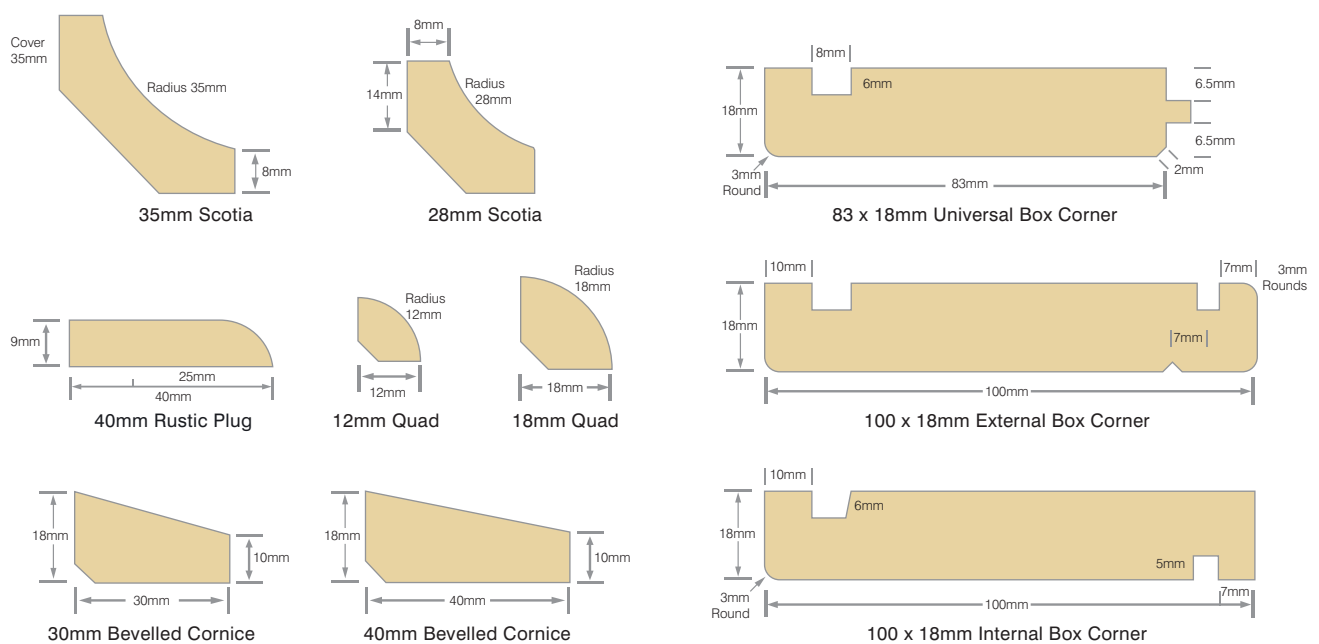 Cover
35mm
Radius 35mm
8mm
35mm Scotia
8mm
14mm
Radius
28mm
28mm Scotia
8mm
6mm
18mm
6.5mm
6.5mm
2mm
3mm
Round
83mm
83 x 18mm Universal Box Corner
9mm
25mm
40mm
40mm Rustic Plug
Radius
12mm
12mm
12mm Quad
Radius
18mm
18mm
18mm Quad
10mm
7mm
3mm
Rounds
18mm
7mm
100mm
100 x 18mm External Box Corner
18mm
10mm
30mm
30mm Bevelled Cornice
18mm
10mm
40mm
40mm Bevelled Cornice
10mm
6mm
18mm
5mm
7mm
3mm
Round
100mm
100 x 18mm Internal Box Corner